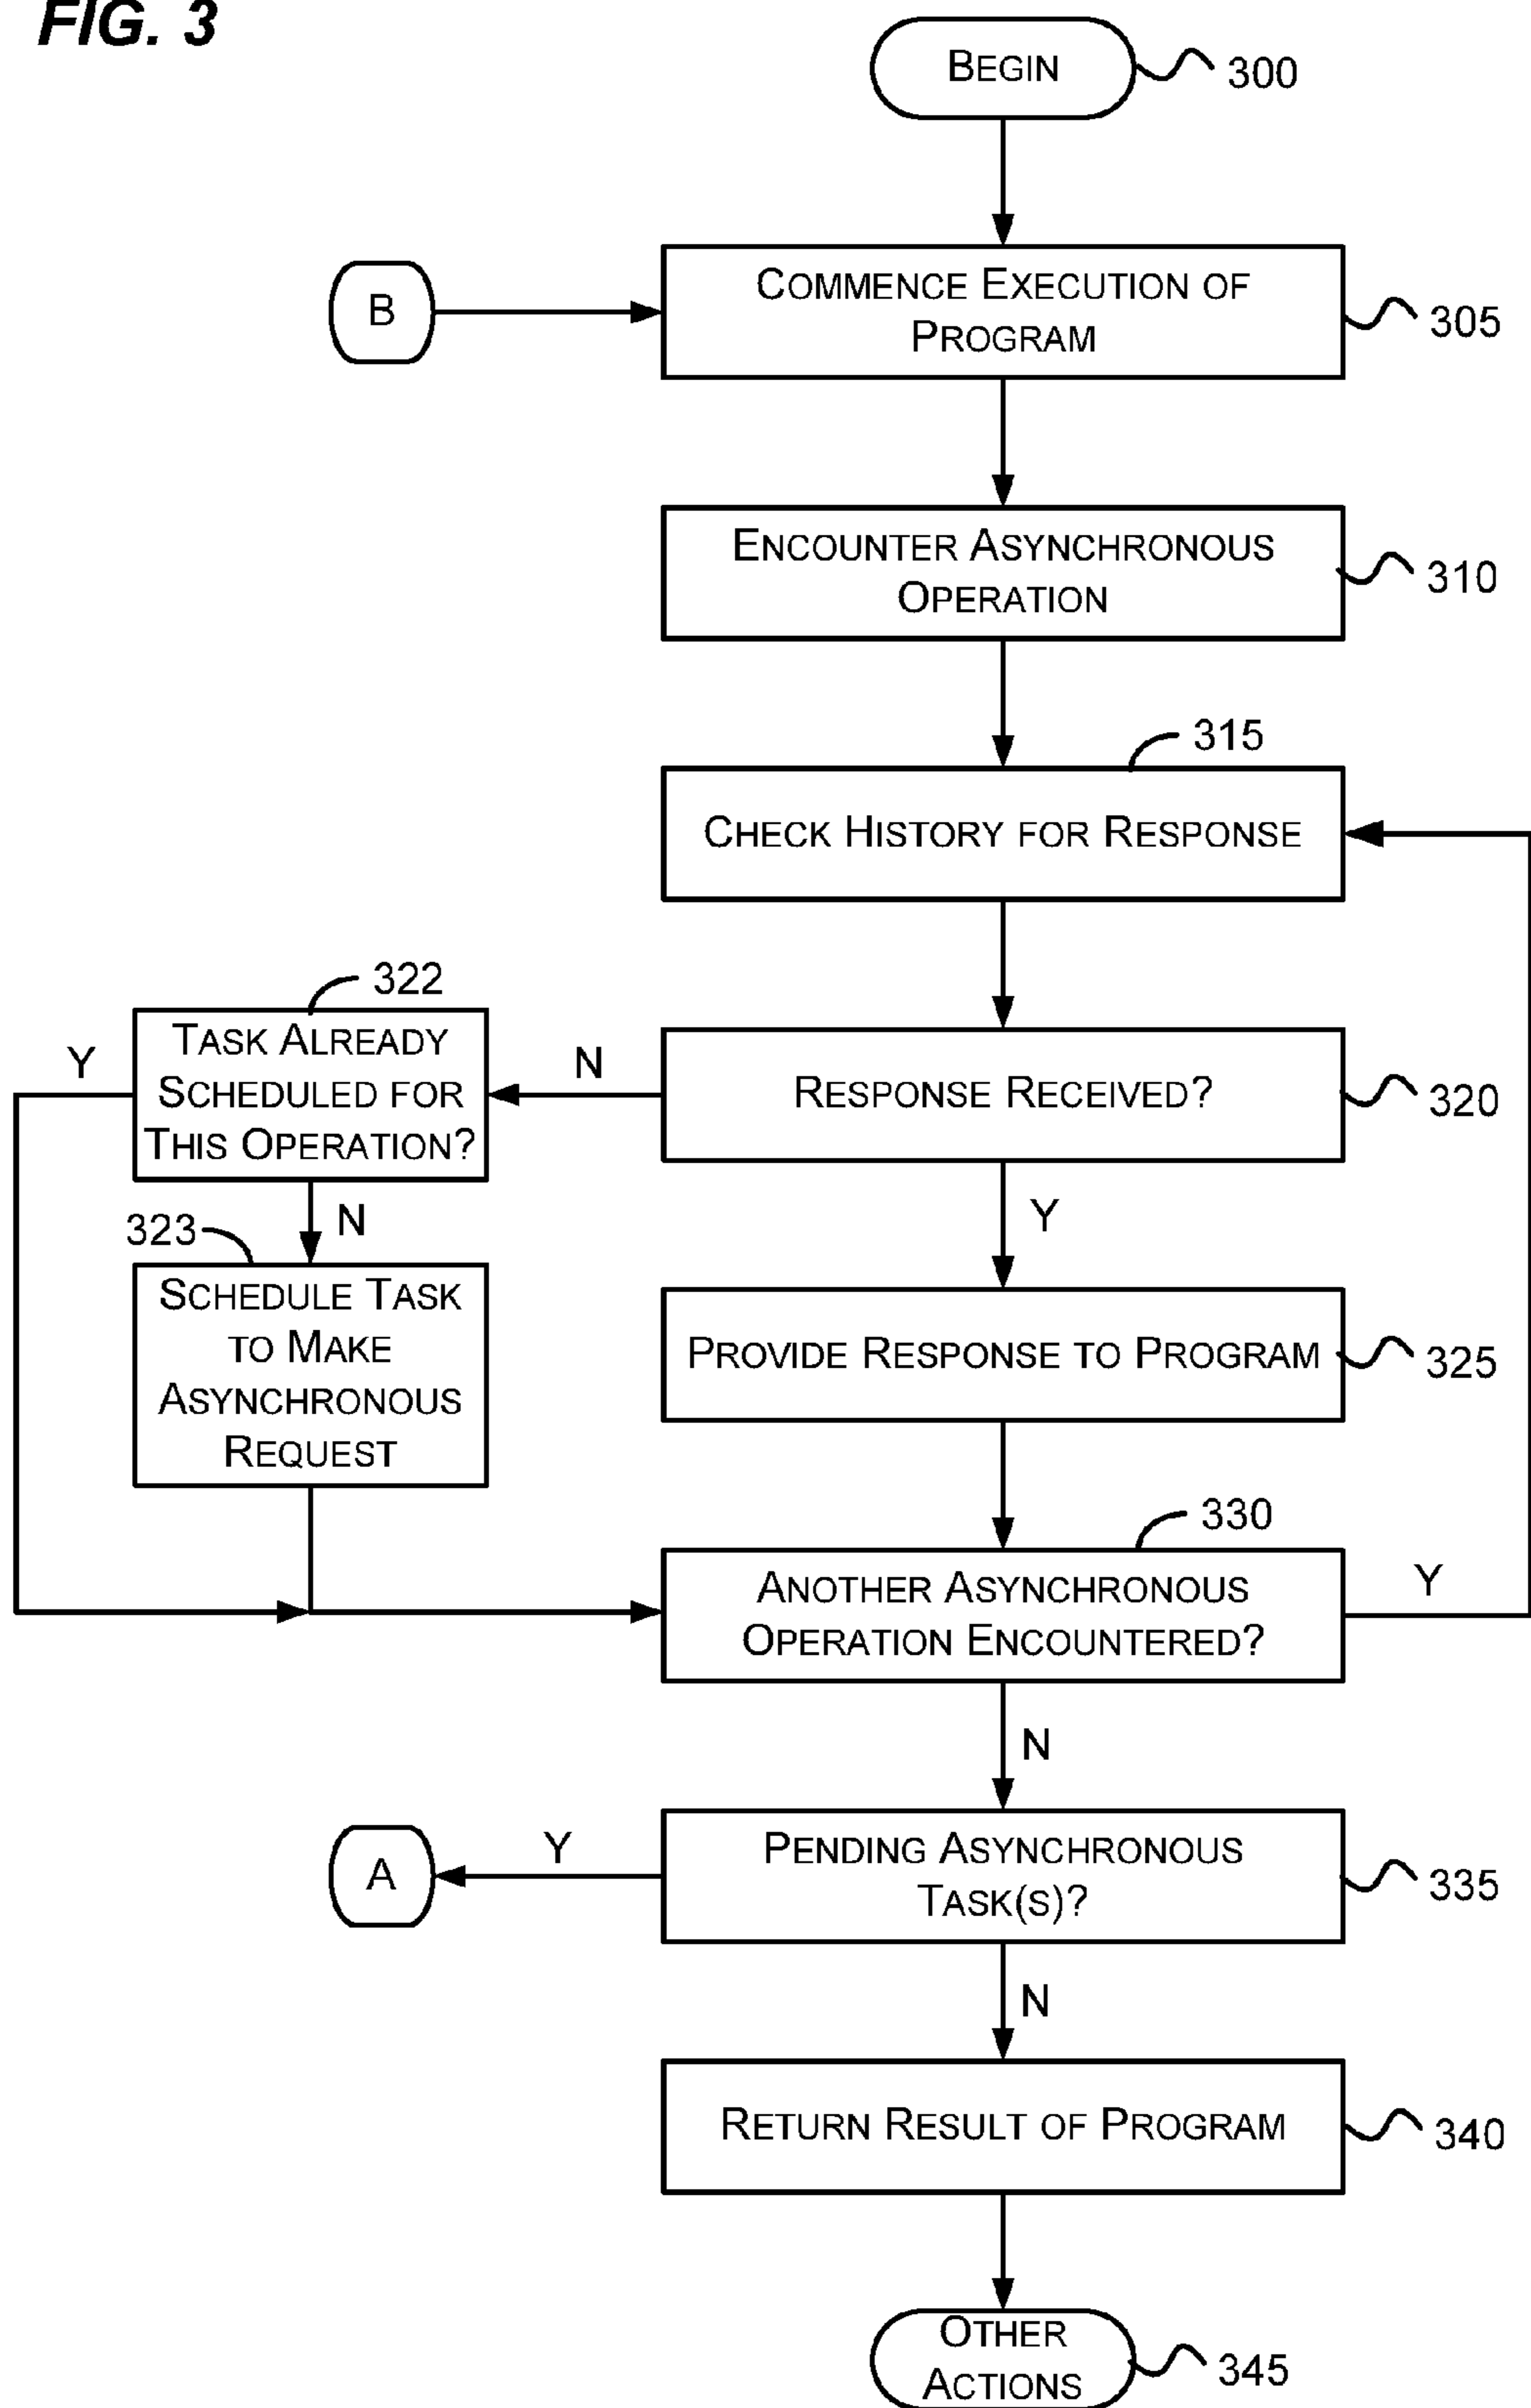 FIG. 3
BEGIN
300
B
COMMENCE EXECUTION OF
PROGRAM
305
ENCOUNTER ASYNCHRONOUS
OPERATION
310
315
CHECK HISTORY FOR RESPONSE
322
TASK ALREADY
SCHEDULED FOR
THIS OPERATION?
Y
N
RESPONSE RECEIVED?
320
N
Y
323
SCHEDULE TASK
TO MAKE
ASYNCHRONOUS
REQUEST
PROVIDE RESPONSE TO PROGRAM
325
330
ANOTHER ASYNCHRONOUS
OPERATION ENCOUNTERED?
Y
N
A
Y
PENDING ASYNCHRONOUS
TASK(S)?
335
N
RETURN RESULT OF PROGRAM
340
OTHER
ACTIONS
345